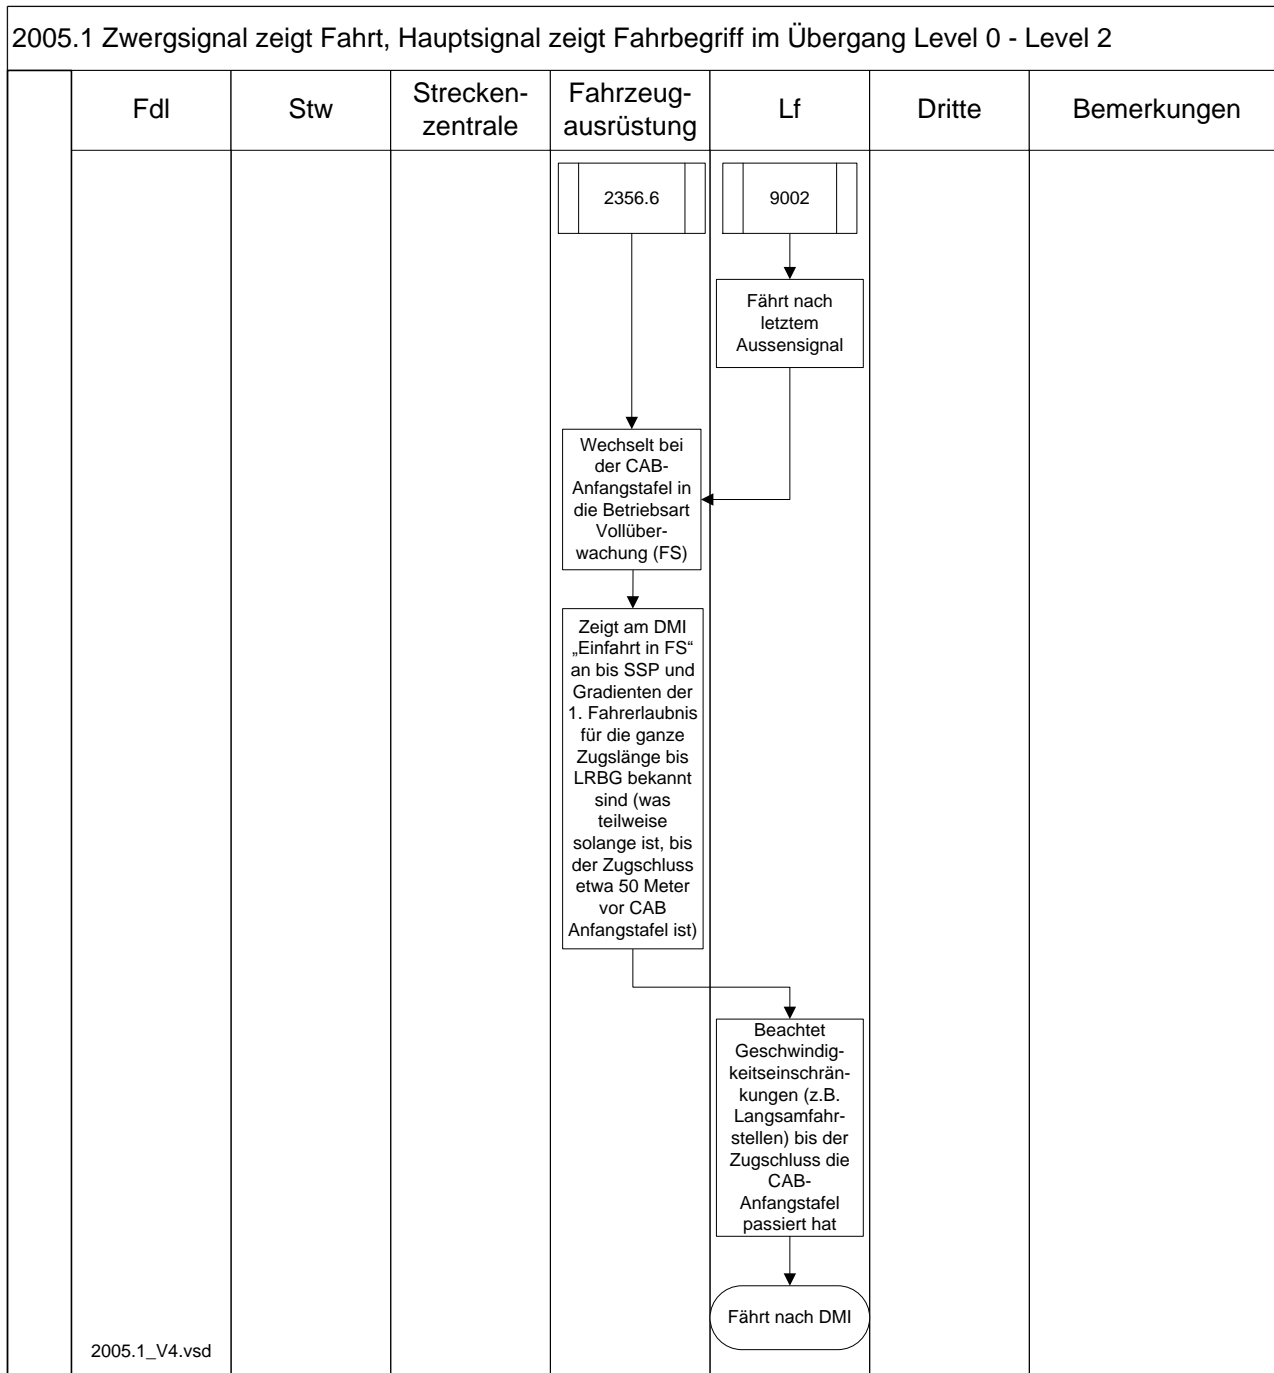 2005.1 Zwergsignal zeigt Fahrt, Hauptsignal zeigt Fahrbegriff im Übergang Level 0 - Level 2
Fdl
Stw
Strecken-
zentrale
Fahrzeug-
ausrüstung
Lf
Dritte
Bemerkungen
2356.6
9002
Fährt nach
letztem
Aussensignal
Wechselt bei
der CAB-
Anfangstafel in
die Betriebsart
Vollüber-
wachung (FS)
Zeigt am DMI
„Einfahrt in FS“
an bis SSP und
Gradienten der
1. Fahrerlaubnis
für die ganze
Zugslänge bis
LRBG bekannt
sind (was
teilweise
solange ist, bis
der Zugschluss
etwa 50 Meter
vor CAB
Anfangstafel ist)
Beachtet
Geschwindig-
keitseinschrän-
kungen (z.B.
Langsamfahr-
stellen) bis der
Zugschluss die
CAB-
Anfangstafel
passiert hat
Fährt nach DMI
2005.1_V4.vsd